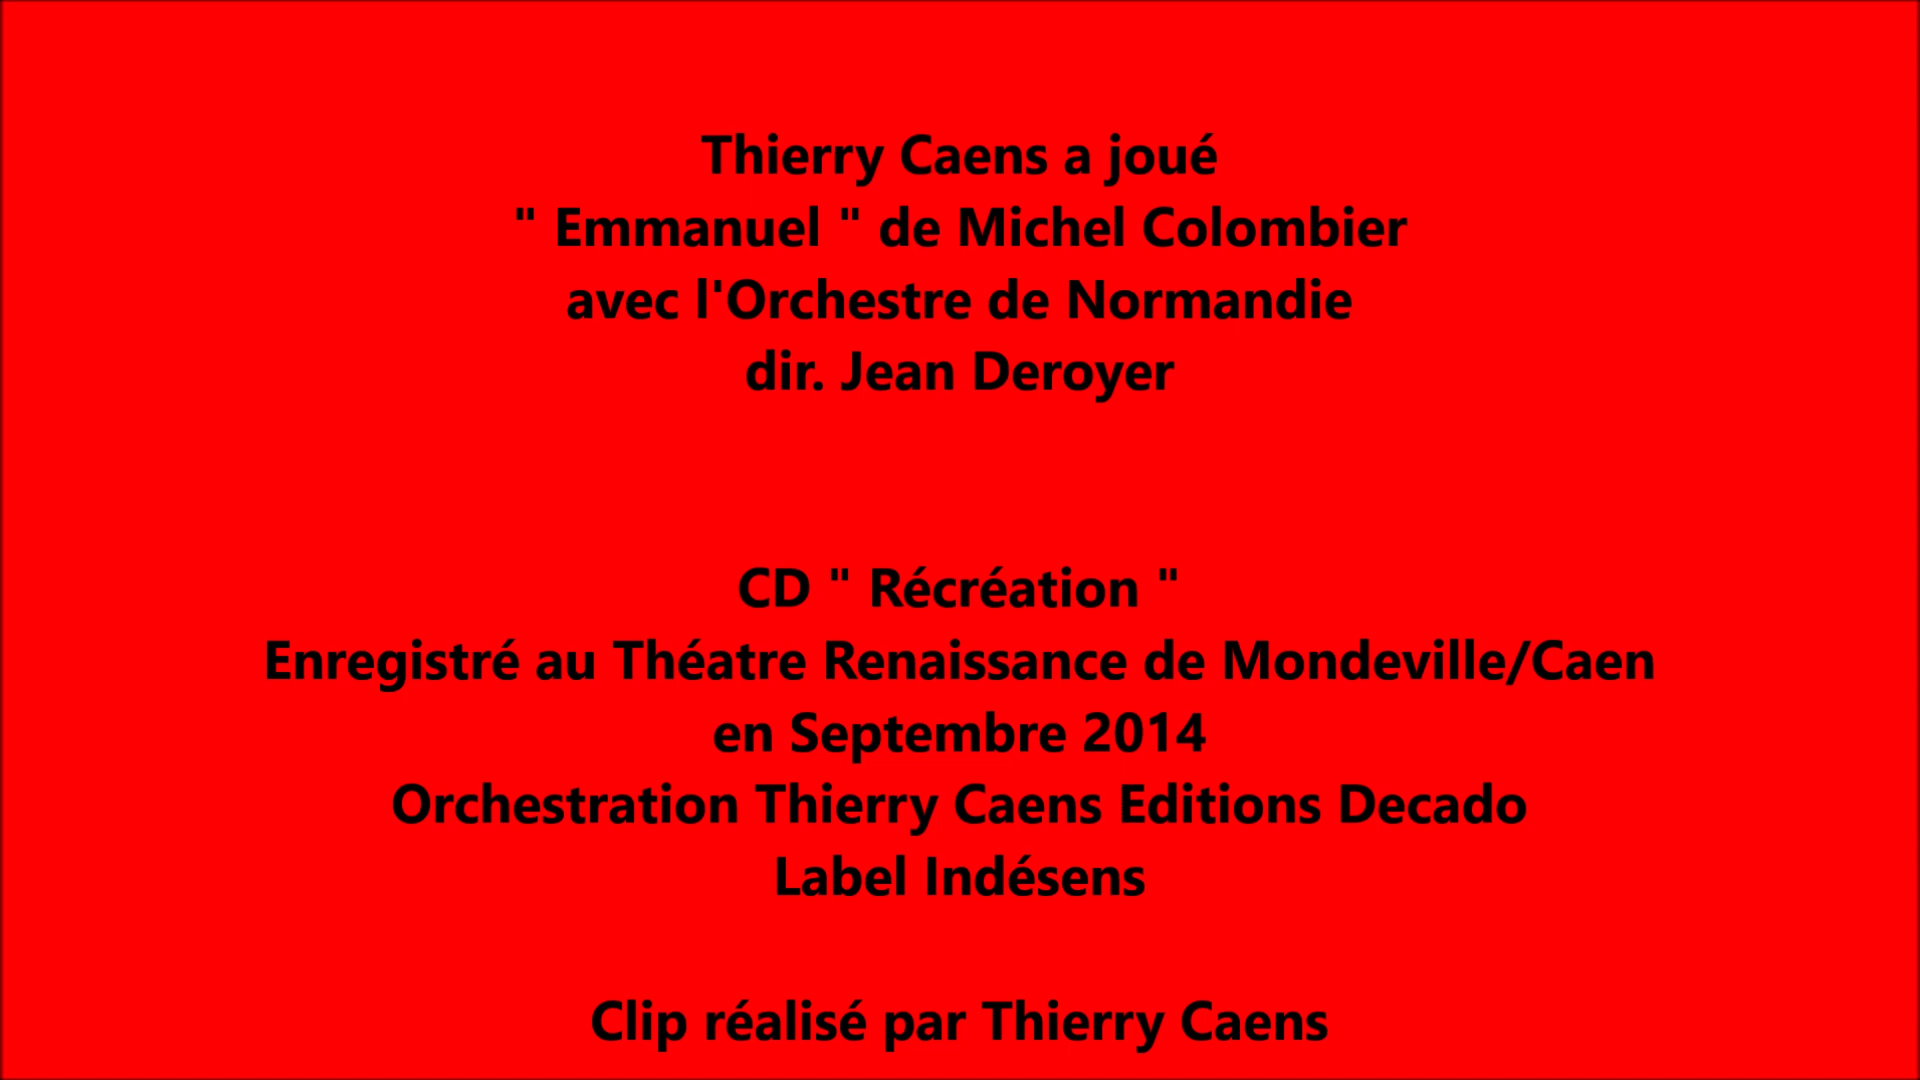 Thierry Caens a joué
" Emmanuel " de Michel Colombier
avec l'Orchestre de Normandie
dir. Jean Deroyer
CD " Récréation "
Enregistré au Théatre Renaissance de Mondeville/Caen
en Septembre 2014
Orchestration Thierry Caens Editions Decado
Label Indésens
Clip réalisé par Thierry Caens